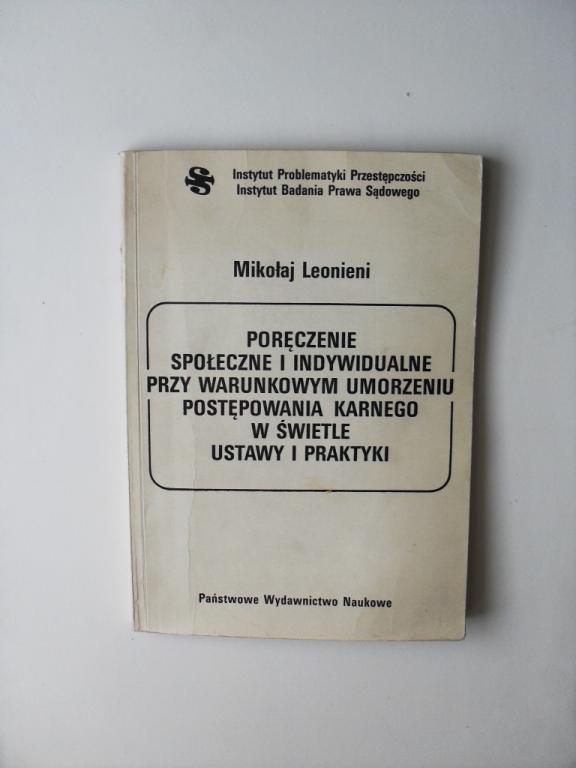 Instytut Problematyki Przestępczości
Instytut Badania Prawa Sądowego
Mikołaj Leonieni
PORĘCZENIE
SPOŁECZNE I INDYWIDUALNE
PRZY WARUNKOWYM UMORZENIU
POSTĘPOWANIA KARNEGO
W ŚWIETLE
USTAWY I PRAKTYKI
Państwowe Wydawnictwo Naukowe